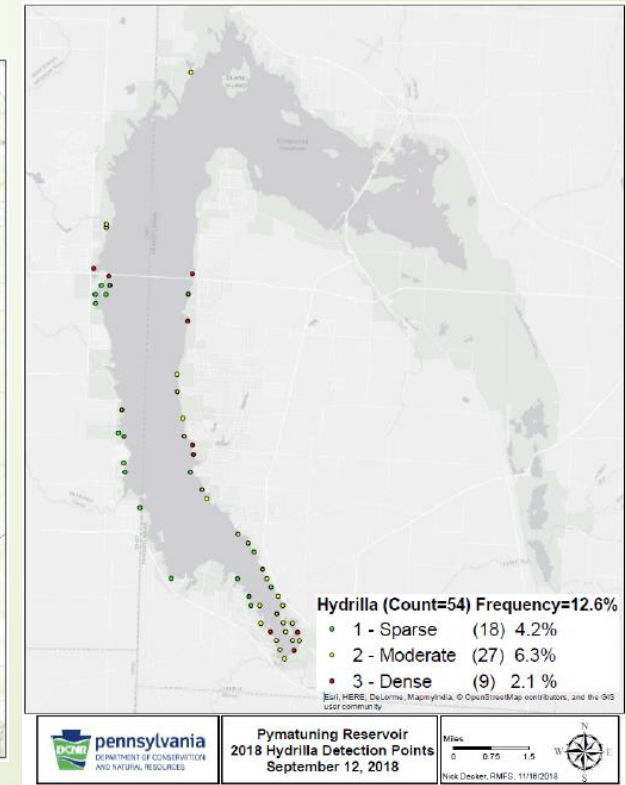 Hydrilla (Count=54) Frequency=12.6%
1 - Sparse (18) 4.2%
2 - Moderate (27) 6.3%
3 - Dense (9) 2.1 %
Esri, HERE, DeLorme, MapmyIndia, © OpenStreetMap contributors, and the GIS
user community
DCNR
pennsylvania
DEPARTMENT OF CONSERVATION
AND NATURAL RESOURCES
Pymatuning Reservoir
2018 Hydrilla Detection Points
September 12, 2018
Miles
0 0.75 1.5
N
W E
S
Nick Decker, RMFS, 11/16/2018